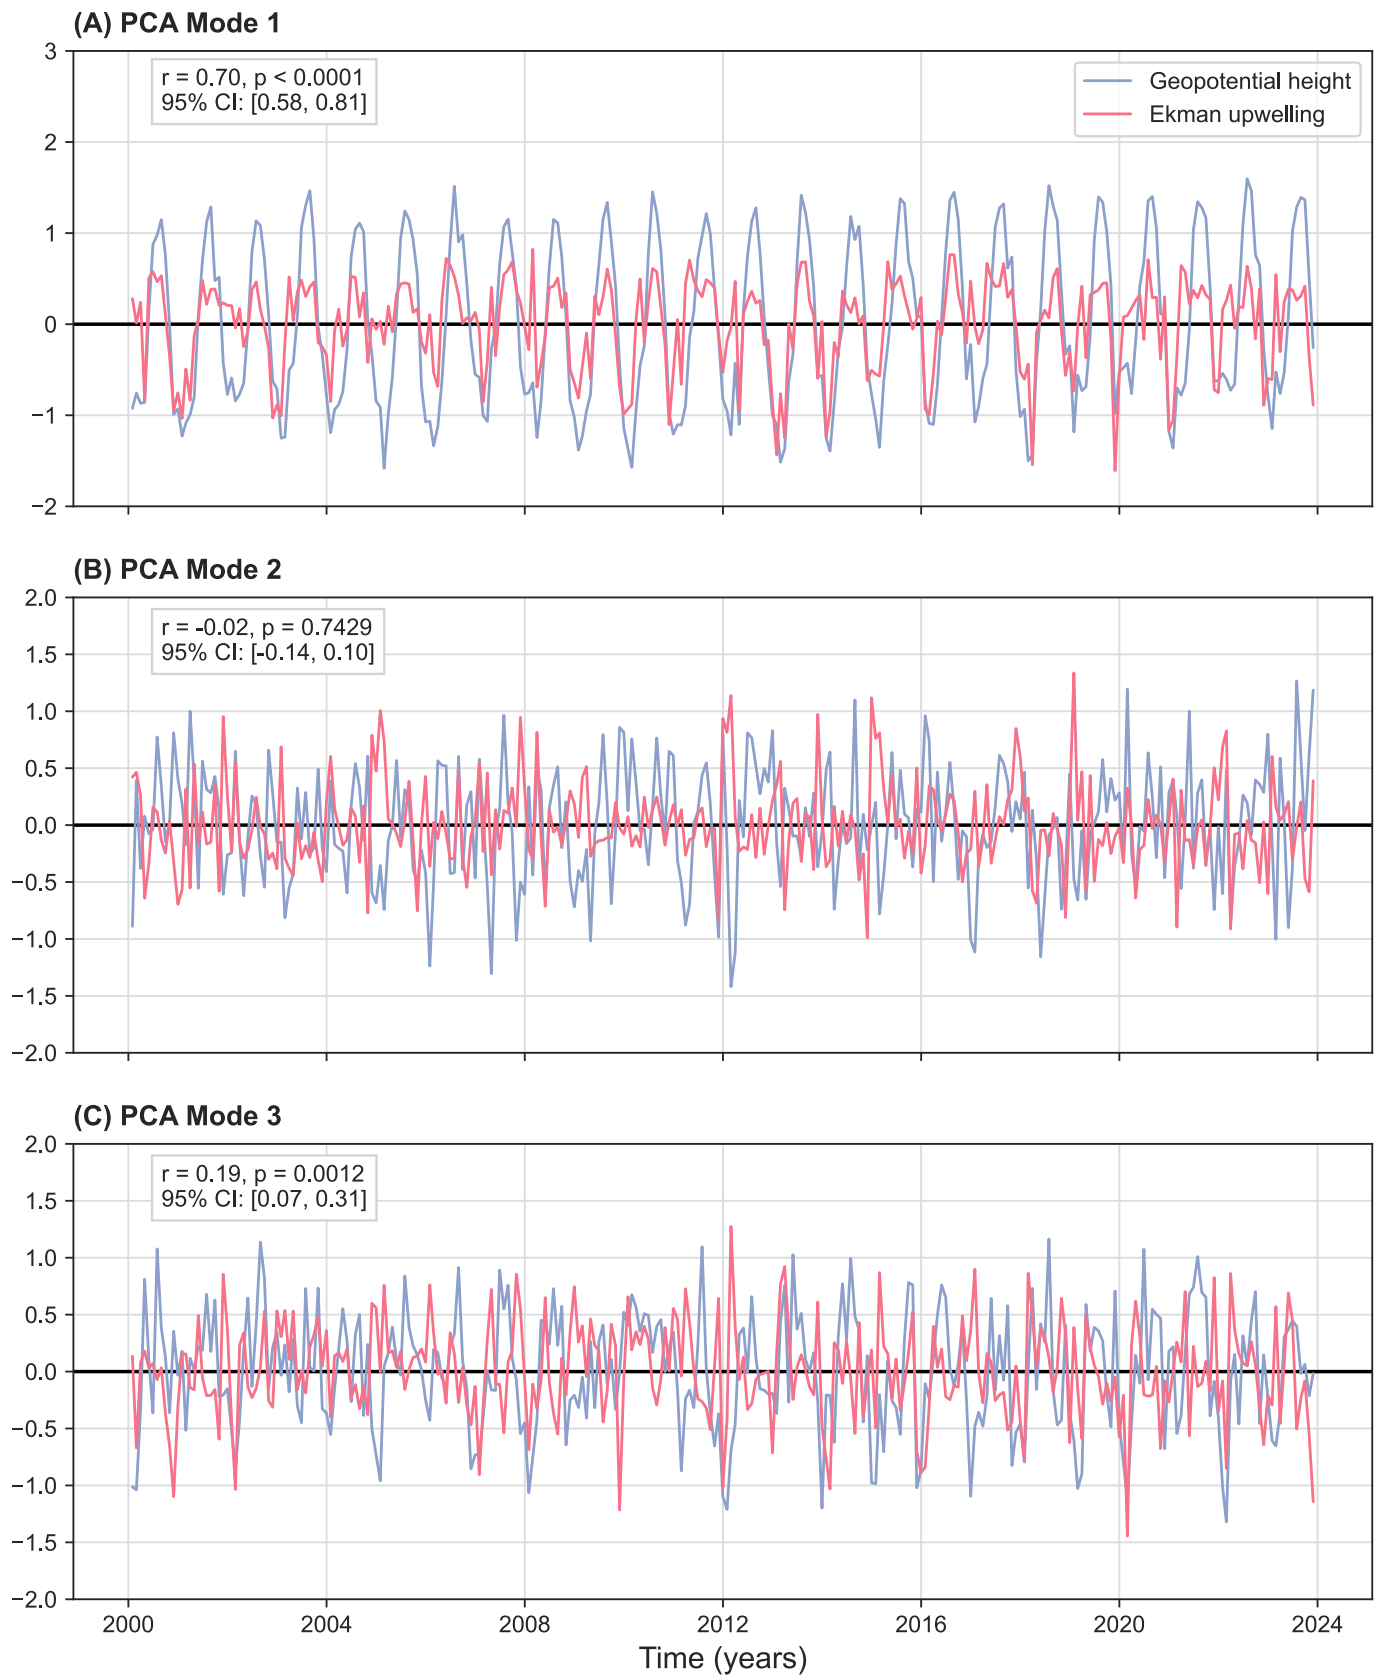 (A) PCA Mode 1
3
r = 0.70, p < 0.0001
95% CI: [0.58, 0.81]
Geopotential height
Ekman upwelling
2
1
0
−1
−2
(B) PCA Mode 2
2.0
r = -0.02, p = 0.7429
95% CI: [-0.14, 0.10]
1.5
1.0
0.5
0.0
−0.5
−1.0
−1.5
−2.0
(C) PCA Mode 3
2.0
r = 0.19, p = 0.0012
95% CI: [0.07, 0.31]
1.5
1.0
0.5
0.0
−0.5
−1.0
−1.5
−2.0
2000 2004 2008 2012 2016 2020 2024
Time (years)